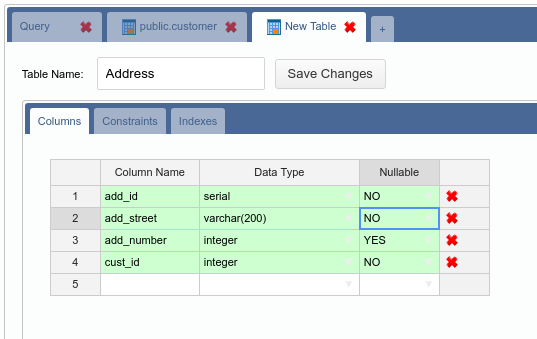 Query public.customer New Table +
Table Name: Address Save Changes
Columns Constraints Indexes
Column Name Data Type Nullable
1 add_id serial NO
2 add_street varchar(200) NO
3 add_number integer YES
4 cust_id integer NO
5